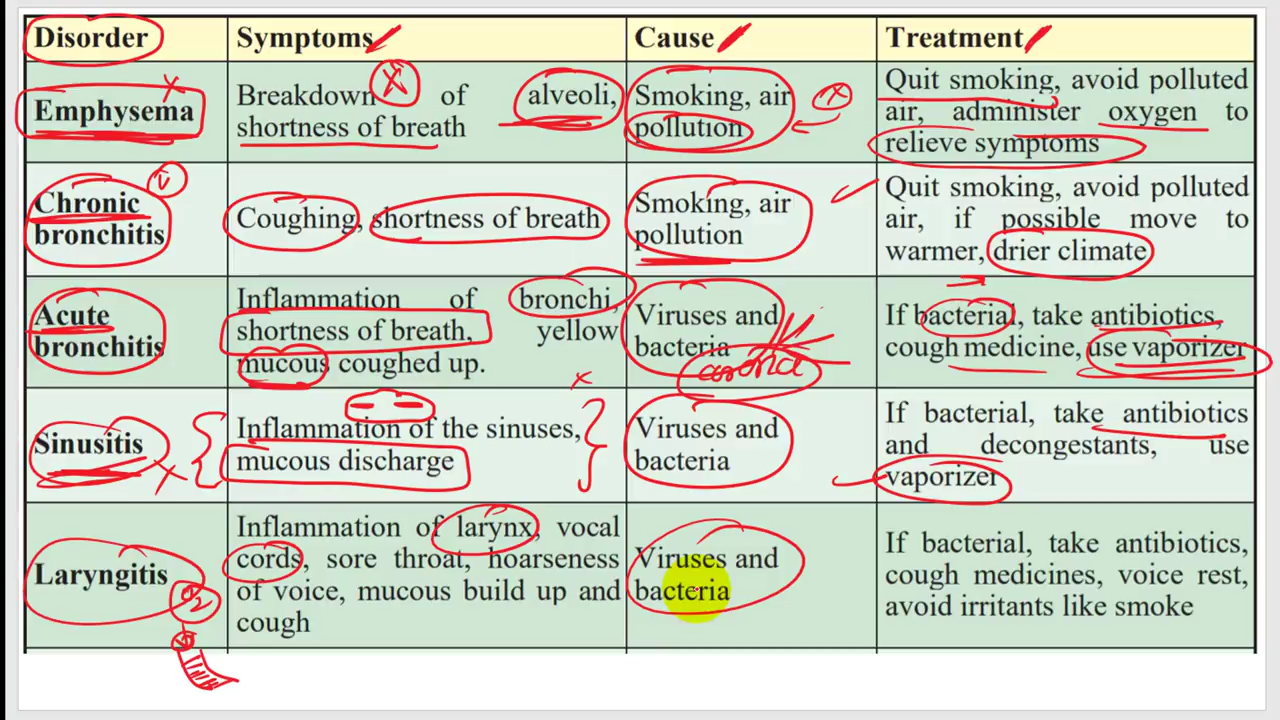 Disorder Symptoms Cause Treatment
Emphysema
Breakdown of alveoli,
shortness of breath
Smoking, air
pollution
Quit smoking, avoid polluted
air, administer oxygen to
relieve symptoms
Chronic
bronchitis
Coughing, shortness of breath
Smoking, air
pollution
Quit smoking, avoid polluted
air, if possible move to
warmer, drier climate
Acute
bronchitis
Inflammation of bronchi,
shortness of breath, yellow
mucous coughed up.
Viruses and
bacteria
If bacterial, take antibiotics,
cough medicine, use vaporizer
Sinusitis
Inflammation of the sinuses,
mucous discharge
Viruses and
bacteria
If bacterial, take antibiotics
and decongestants, use
vaporizer
Laryngitis
Inflammation of larynx, vocal
cords, sore throat, hoarseness
of voice, mucous build up and
cough
Viruses and
bacteria
If bacterial, take antibiotics,
cough medicines, voice rest,
avoid irritants like smoke